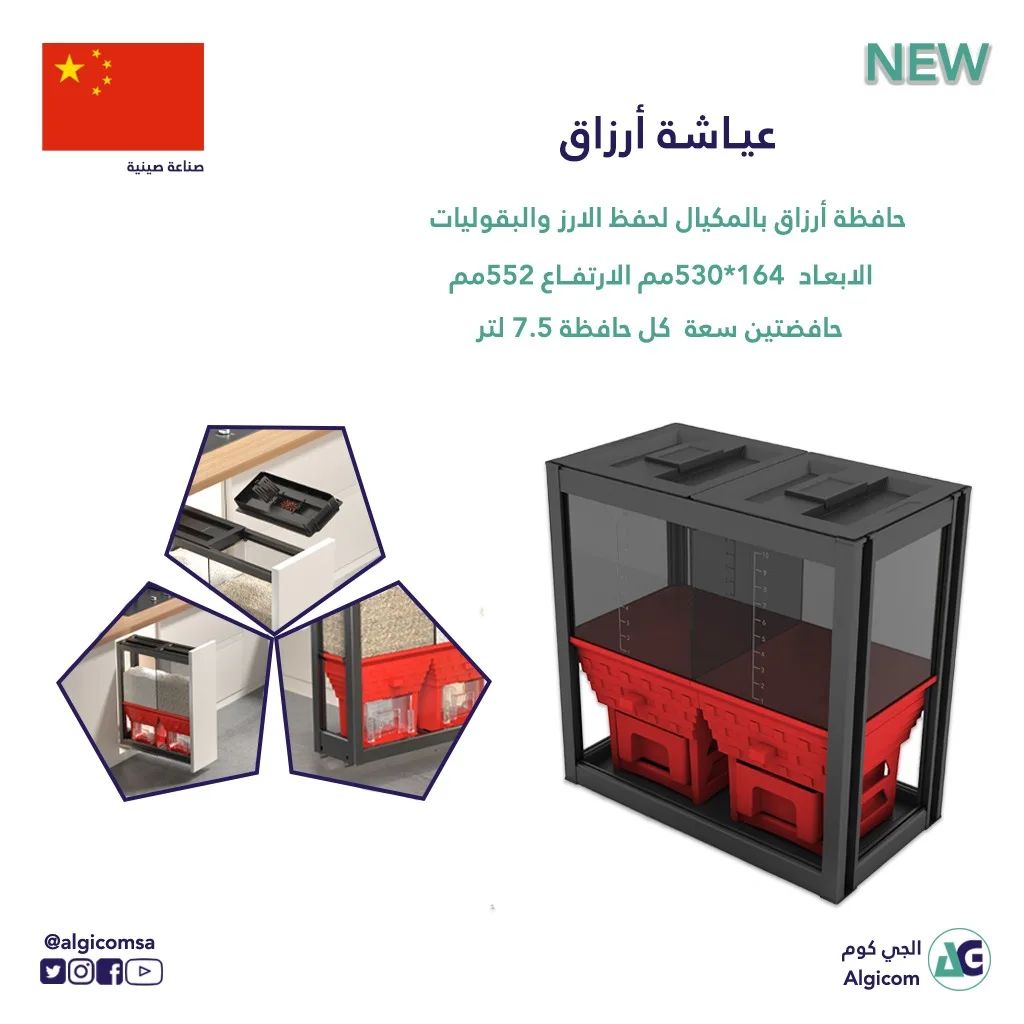 NEW
صناعة صينية
عياشة أرزاق
حافظة أرزاق بالمكيال لحفظ الارز والبقوليات
الابعاد 164*530مم الارتفاع 552مم
حافضتين سعة كل حافظة 7.5 لتر
@algicomsa
الجي كوم
Algicom